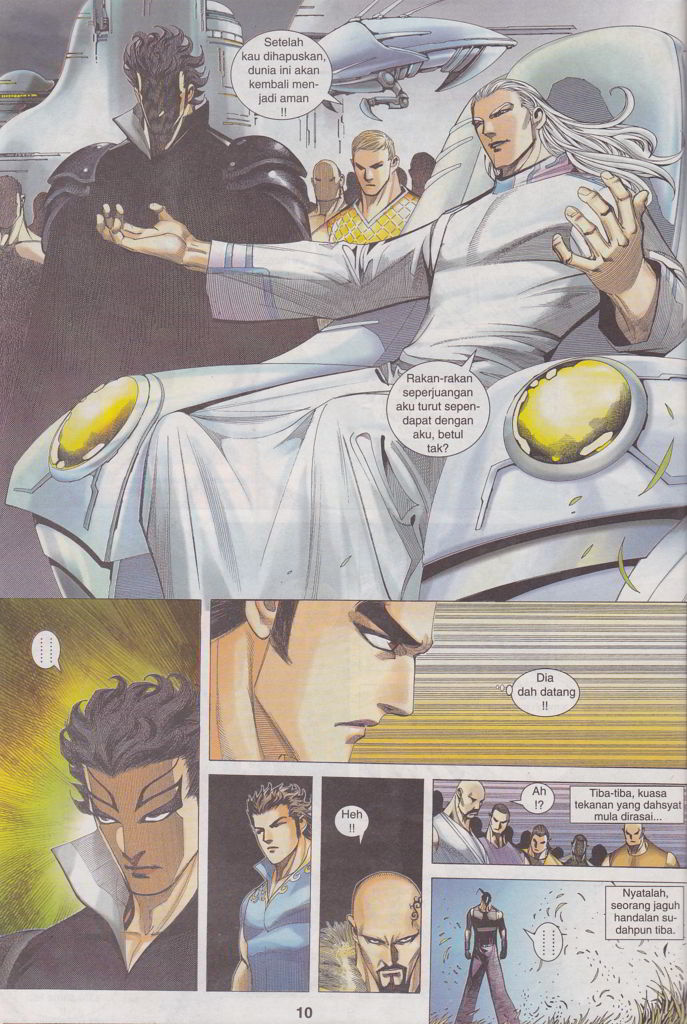 Setelah
kau dihapuskan,
dunia ini akan
kembali men-
jadi aman
!!
Rakan-rakan
seperjuangan
aku turut sepen-
dapat dengan
aku, betul
tak?
Dia
dah datang
!!
Heh
!!
Ah
!?
Tiba-tiba, kuasa
tekanan yang dahsyat
mula dirasai...
Nyatalah,
seorang jaguh
handalan su-
dahpun tiba.
10